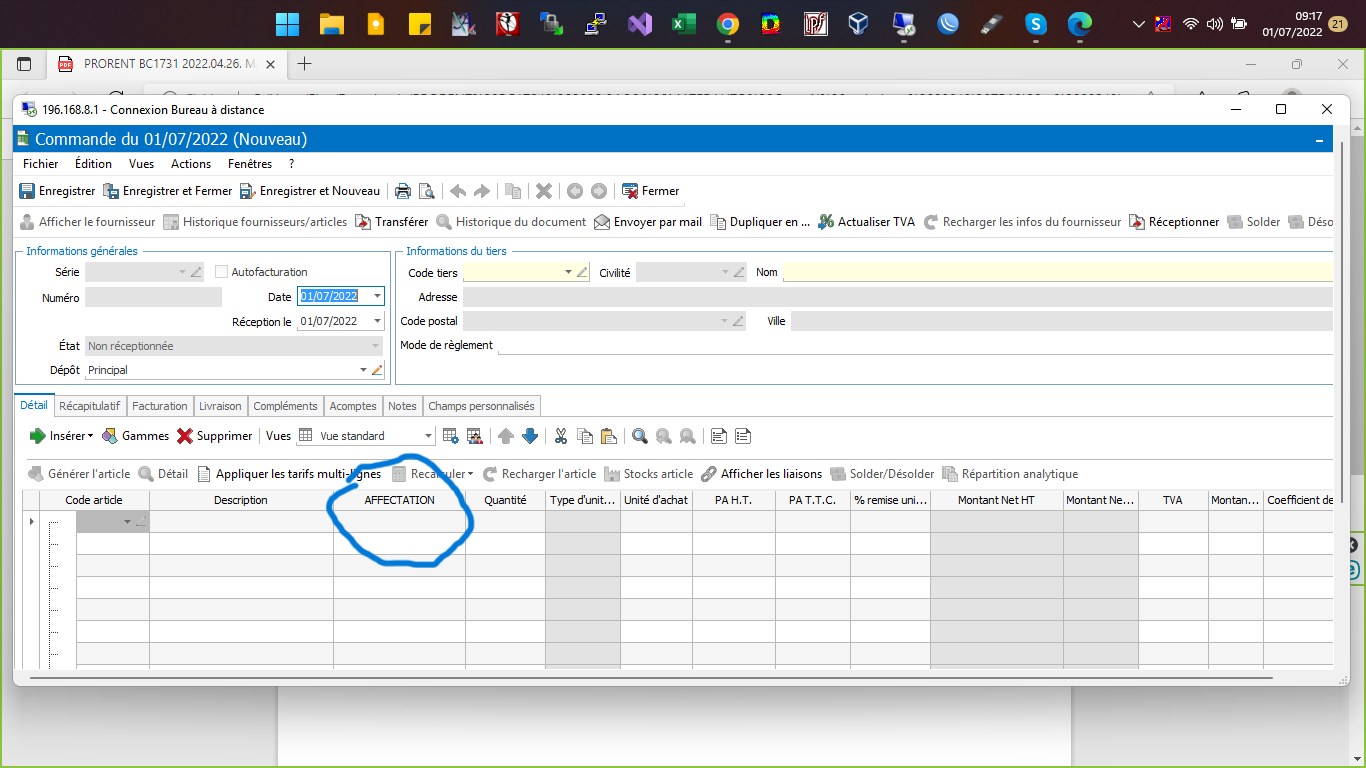 09:17
01/07/2022
21
PRORENT BC1731 2022.04.26. M
196.168.8.1 - Connexion Bureau à distance
Commande du 01/07/2022 (Nouveau)
Fichier Édition Vues Actions Fenêtres ?
Enregistrer Enregistrer et Fermer Enregistrer et Nouveau Fermer
Afficher le fournisseur Historique fournisseurs/articles Transférer Historique du document Envoyer par mail Dupliquer en ... Actualiser TVA Recharger les infos du fournisseur Réceptionner Solder Déso
Informations générales Informations du tiers
Série Autofacturation Code tiers Civilité Nom
Numéro Date 01/07/2022 Adresse
Réception le 01/07/2022 Code postal Ville
État Non réceptionnée Mode de règlement
Dépôt Principal
Détail Récapitulatif Facturation Livraison Compléments Acomptes Notes Champs personnalisés
Insérer Gammes Supprimer Vues Vue standard
Générer l'article Détail Appliquer les tarifs multi-lignes Recalculer Recharger l'article Stocks article Afficher les liaisons Solder/Désolder Répartition analytique
Code article Description AFFECTATION Quantité Type d'unit... Unité d'achat PA H.T. PA T.T.C. % remise uni... Montant Net HT Montant Ne... TVA Montan... Coefficient de